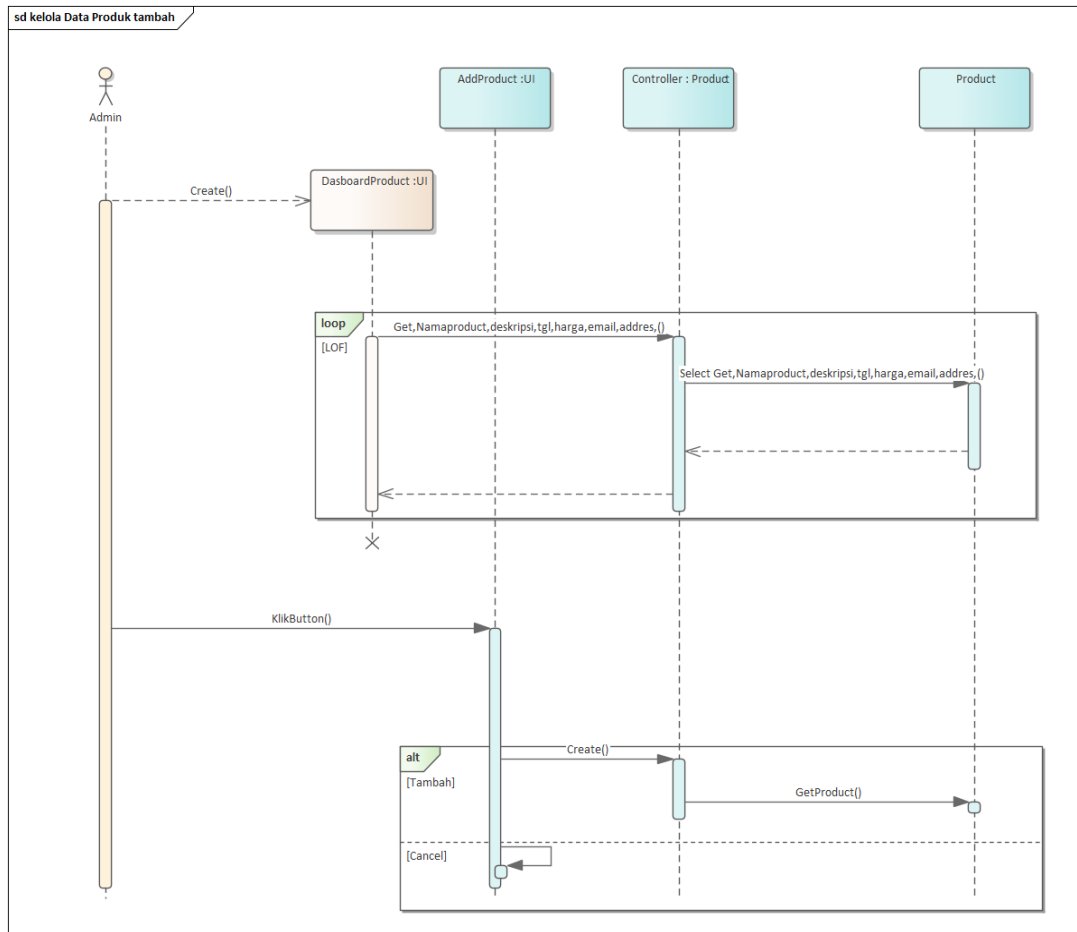 sd kelola Data Produk tambah
Admin
AddProduct :UI
Controller : Product
Product
DasboardProduct :UI
Create()
loop
[LOF]
Get,Namaproduct,deskripsi,tgl,harga,email,addres,()
Select Get,Namaproduct,deskripsi,tgl,harga,email,addres,()
KlikButton()
alt
[Tambah]
Create()
GetProduct()
[Cancel]